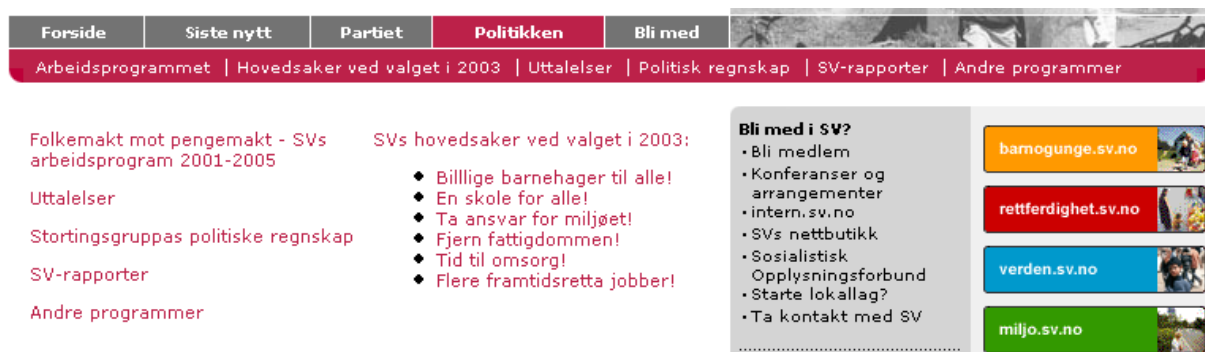 Forside
Siste nytt
Partiet
Politikken
Bli med
Arbeidsprogrammet | Hovedsaker ved valget i 2003 | Uttalelser | Politisk regnskap | SV-rapporter | Andre programmer
Folkemakt mot pengemakt - SVs
arbeidsprogram 2001-2005
Uttalelser
Stortingsgruppas politiske regnskap
SV-rapporter
Andre programmer
SVs hovedsaker ved valget i 2003:
Billlige barnehager til alle!
En skole for alle!
Ta ansvar for miljøet!
Fjern fattigdommen!
Tid til omsorg!
Flere framtidsretta jobber!
Bli med i SV?
Bli medlem
Konferanser og
arrangementer
intern.sv.no
SVs nettbutikk
Sosialistisk
Opplysningsforbund
Starte lokallag?
Ta kontakt med SV
barnogunge.sv.no
rettferdighet.sv.no
verden.sv.no
miljo.sv.no